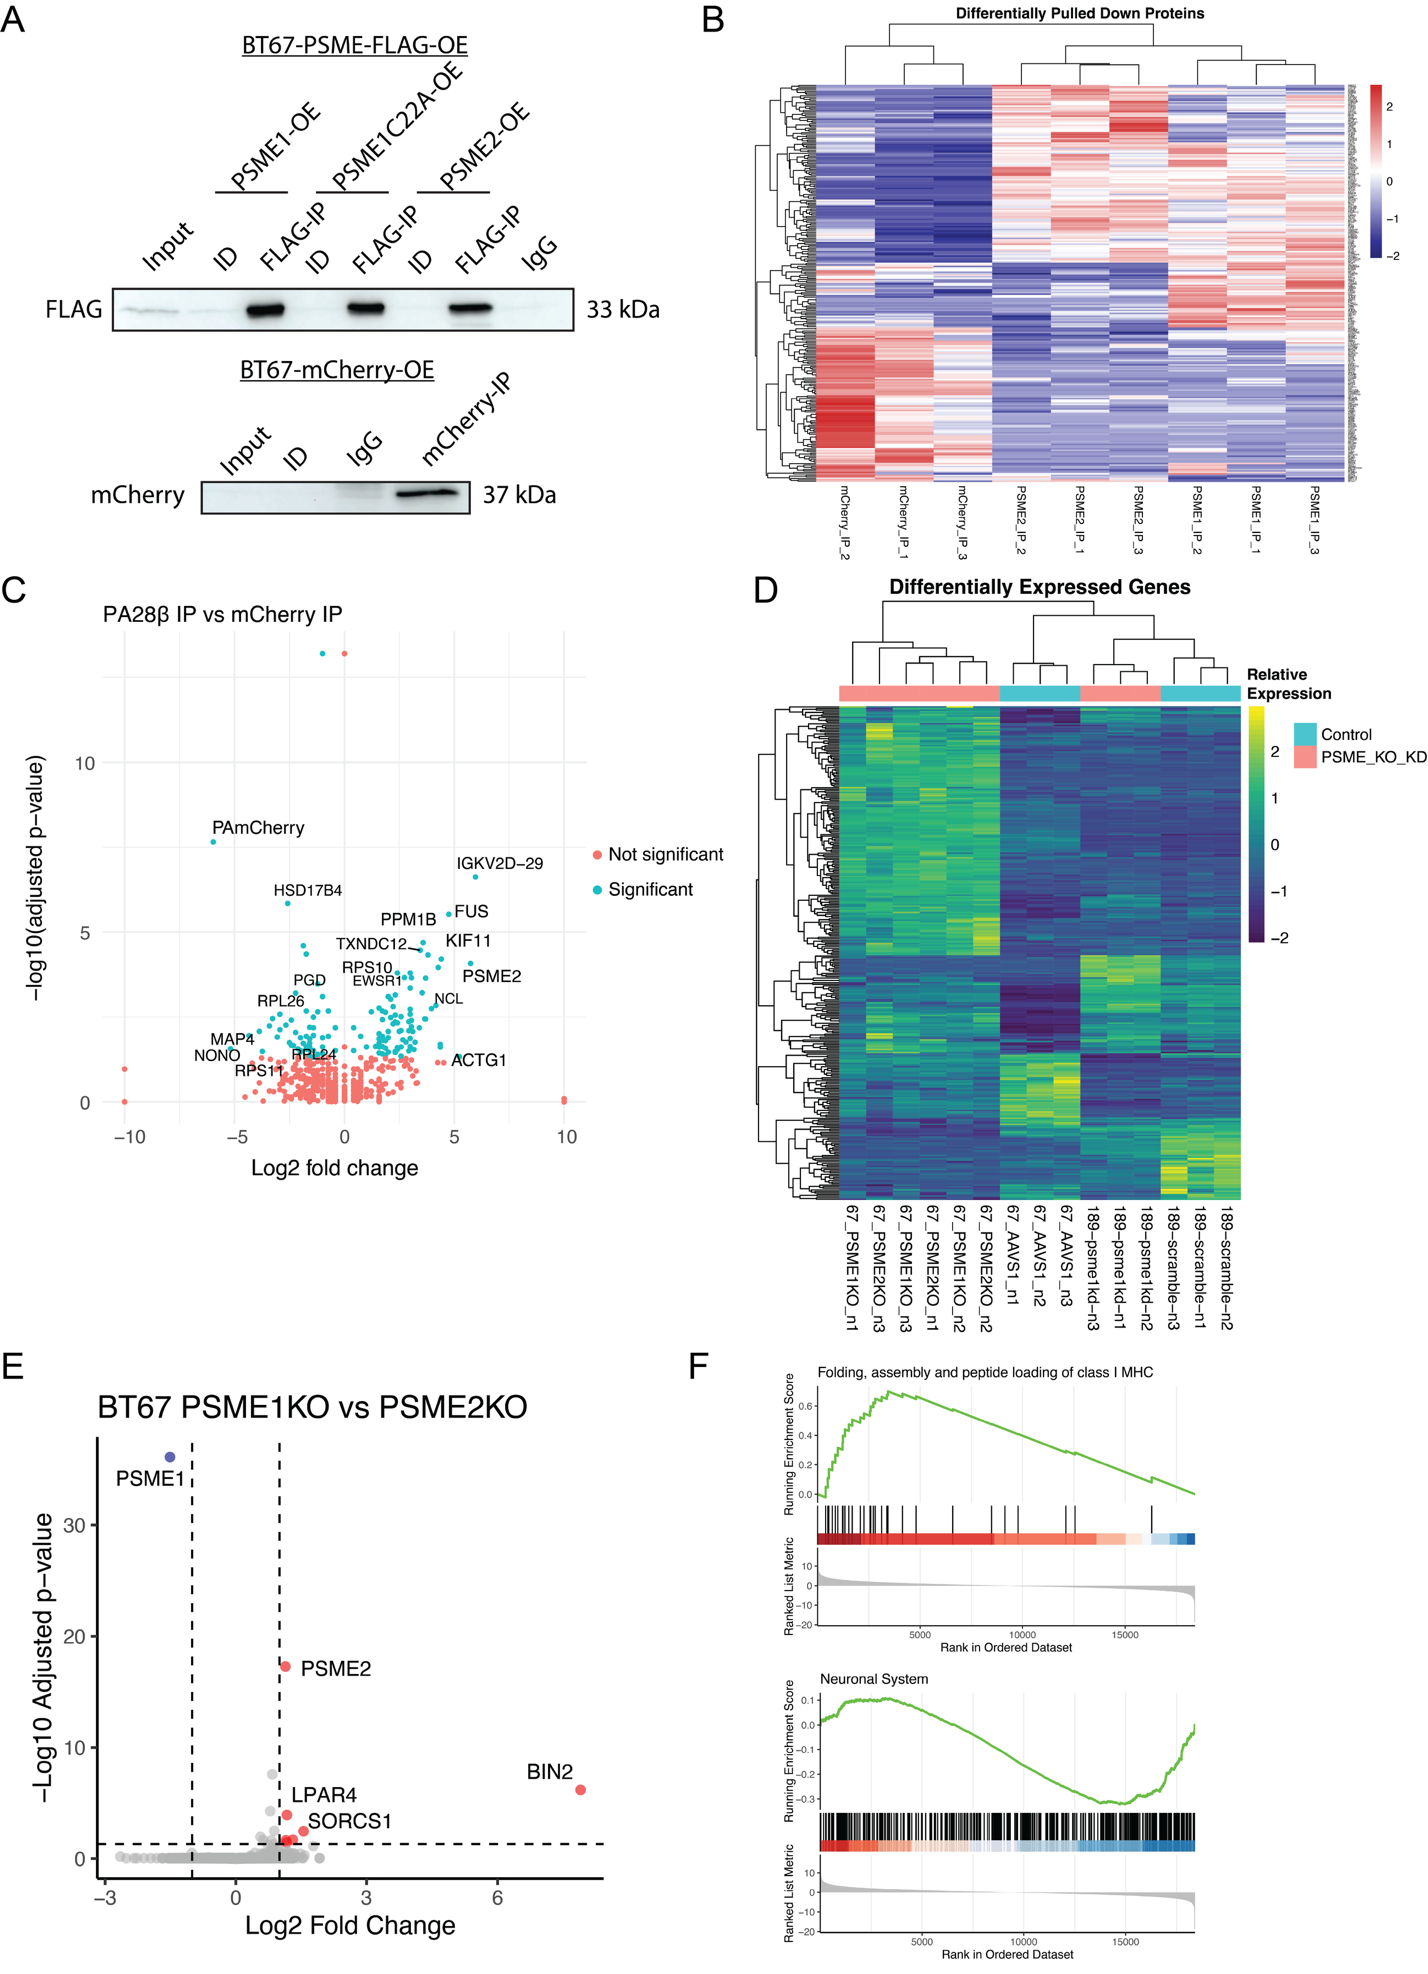 A
BT67-PSME-FLAG-OE
PSME1-OE
PSME1C22A-OE
PSME2-OE
Input
ID
FLAG-IP
ID
FLAG-IP
ID
FLAG-IP
IgG
FLAG
33 kDa
BT67-mCherry-OE
Input
ID
IgG
mCherry-IP
mCherry
37 kDa
B
Differentially Pulled Down Proteins
2
1
0
−1
−2
mCherry_IP_2
mCherry_IP_1
mCherry_IP_3
PSME2_IP_2
PSME2_IP_1
PSME2_IP_3
PSME1_IP_2
PSME1_IP_1
PSME1_IP_3
C
PA28β IP vs mCherry IP
−log10(adjusted p−value)
10
5
0
PAmCherry
IGKV2D−29
HSD17B4
FUS
PPM1B
TXNDC12
KIF11
RPS10
EWSR1
PSME2
PGD
RPL26
NCL
MAP4
NONO
RPL24
RPS11
ACTG1
−10
−5
0
5
10
Log2 fold change
Not significant
Significant
D
Differentially Expressed Genes
Relative
Expression
2
1
0
−1
−2
Control
PSME_KO_KD
67_PSME1KO_n1
67_PSME2KO_n3
67_PSME1KO_n3
67_PSME2KO_n1
67_PSME1KO_n2
67_PSME2KO_n2
67_AAVS1_n1
67_AAVS1_n2
67_AAVS1_n3
189−psme1kd−n3
189−psme1kd−n1
189−psme1kd−n2
189−scramble−n3
189−scramble−n1
189−scramble−n2
E
BT67 PSME1KO vs PSME2KO
−Log10 Adjusted p−value
30
20
10
0
PSME1
PSME2
BIN2
LPAR4
SORCS1
−3
0
3
6
Log2 Fold Change
F
Folding, assembly and peptide loading of class I MHC
Running Enrichment Score
0.6
0.4
0.2
0.0
Ranked List Metric
10
0
−10
−20
5000
10000
15000
Rank in Ordered Dataset
Neuronal System
Running Enrichment Score
0.1
0.0
−0.1
−0.2
−0.3
Ranked List Metric
10
0
−10
−20
5000
10000
15000
Rank in Ordered Dataset